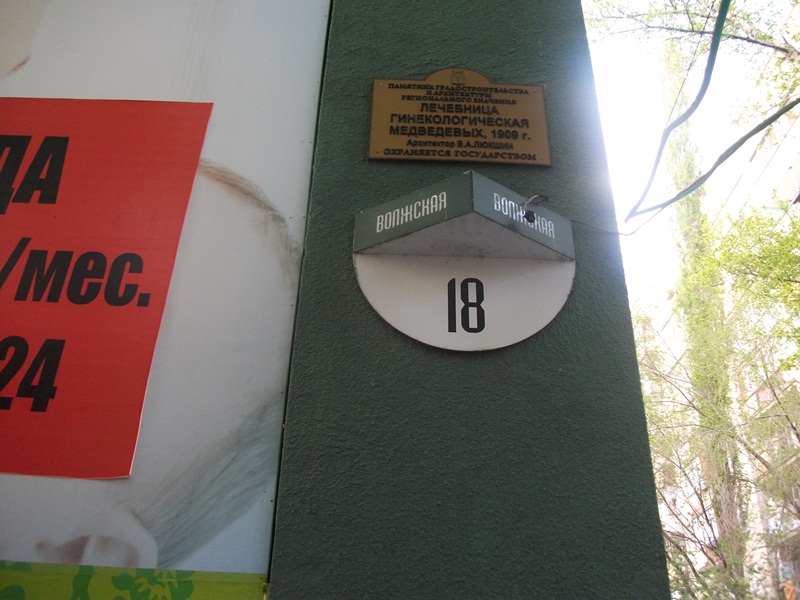 ПАМЯТНИК ГРАДОСТРОИТЕЛЬСТВА
И АРХИТЕКТУРЫ
РЕГИОНАЛЬНОГО ЗНАЧЕНИЯ
ЛЕЧЕБНИЦА
ГИНЕКОЛОГИЧЕСКАЯ
МЕДВЕДЕВЫХ, 1909 г.
Архитектор В.А.ЛЮКШИН
ОХРАНЯЕТСЯ ГОСУДАРСТВОМ
ВОЛЖСКАЯ
ВОЛЖСКАЯ
18
ДА
/мес.
24